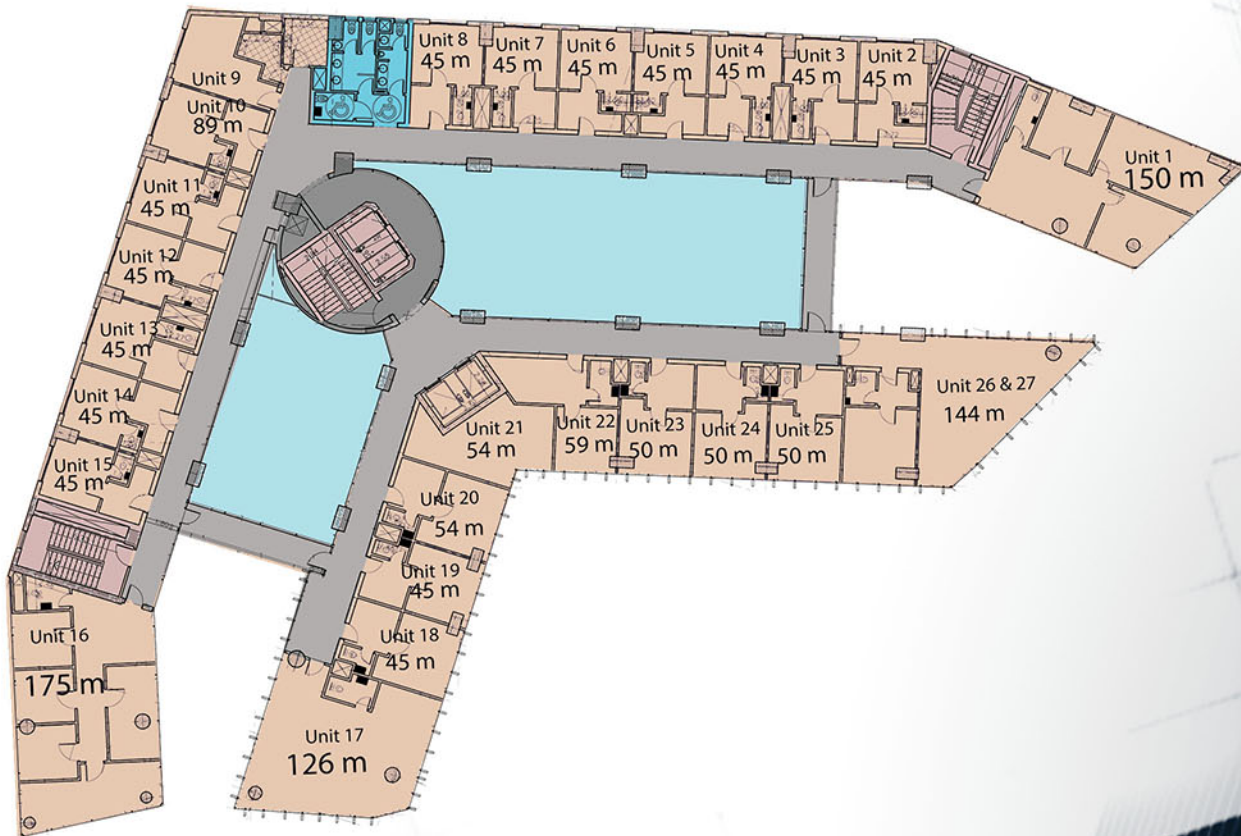 Unit 8
45 m
Unit 7
45 m
Unit 6
45 m
Unit 5
45 m
Unit 4
45 m
Unit 3
45 m
Unit 2
45 m
Unit 1
150 m
Unit 9
Unit 10
89 m
Unit 11
45 m
Unit 12
45 m
Unit 13
45 m
Unit 14
45 m
Unit 15
45 m
Unit 16
175 m
Unit 17
126 m
Unit 18
45 m
Unit 19
45 m
Unit 20
54 m
Unit 21
54 m
Unit 22
59 m
Unit 23
50 m
Unit 24
50 m
Unit 25
50 m
Unit 26 & 27
144 m